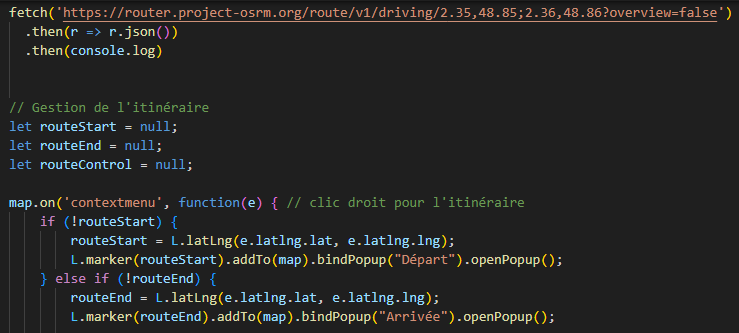 fetch('https://router.project-osrm.org/route/v1/driving/2.35,48.85;2.36,48.86?overview=false')
  .then(r => r.json())
  .then(console.log)
// Gestion de l'itinéraire
let routeStart = null;
let routeEnd = null;
let routeControl = null;
map.on('contextmenu', function(e) { // clic droit pour l'itinéraire
    if (!routeStart) {
        routeStart = L.latLng(e.latlng.lat, e.latlng.lng);
        L.marker(routeStart).addTo(map).bindPopup("Départ").openPopup();
    } else if (!routeEnd) {
        routeEnd = L.latLng(e.latlng.lat, e.latlng.lng);
        L.marker(routeEnd).addTo(map).bindPopup("Arrivée").openPopup();